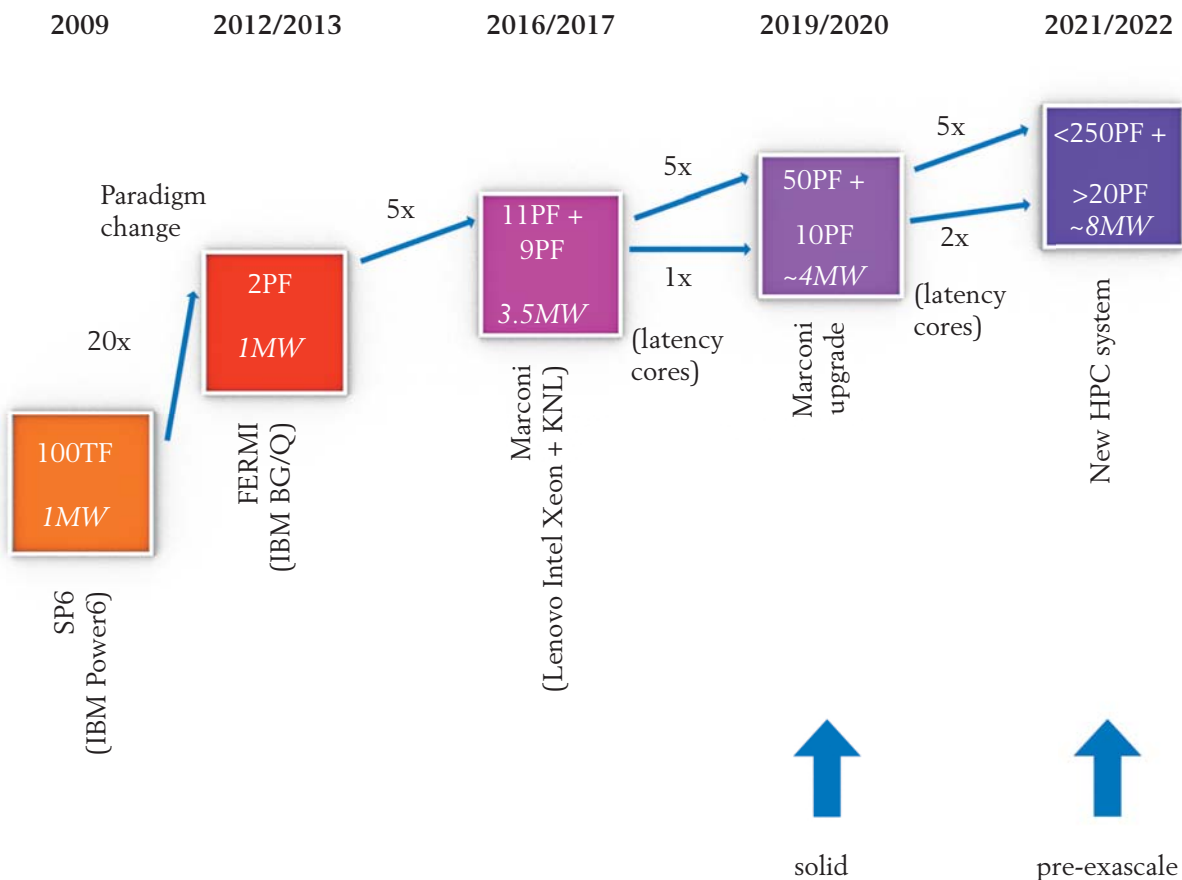 2009
2012/2013
2016/2017
2019/2020
2021/2022
Paradigm
change
20x
5x
5x
1x
(latency
cores)
5x
2x
(latency
cores)
100TF
1MW
SP6
(IBM Power6)
2PF
1MW
FERMI
(IBM BG/Q)
11PF +
9PF
3.5MW
Marconi
(Lenovo Intel Xeon + KNL)
50PF +
10PF
~4MW
Marconi
upgrade
<250PF +
>20PF
~8MW
New HPC system
solid
pre-exascale